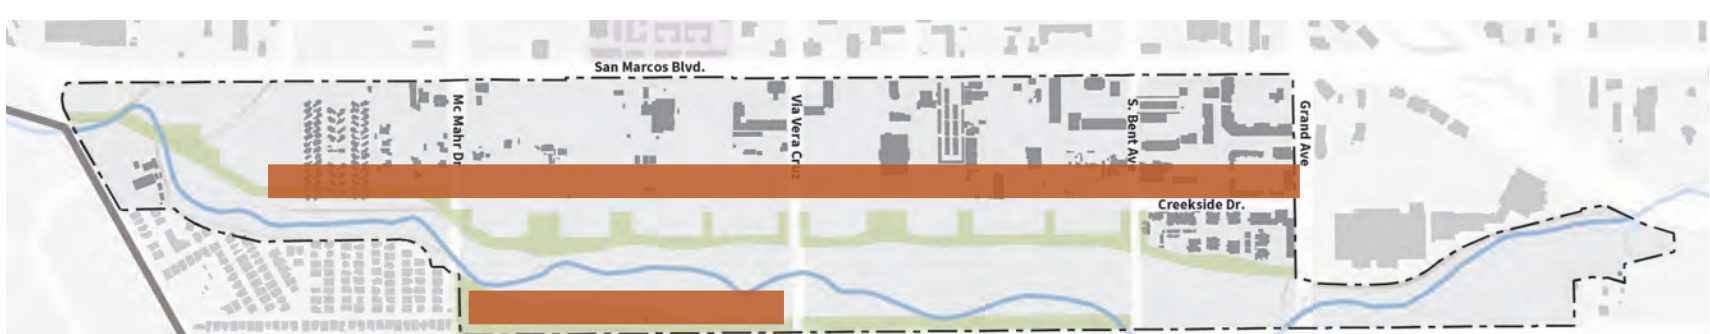 San Marcos Blvd.
Mc Mahr Dr
Via Vera Cruz
S. Bent Ave
Grand Ave
Creekside Dr.